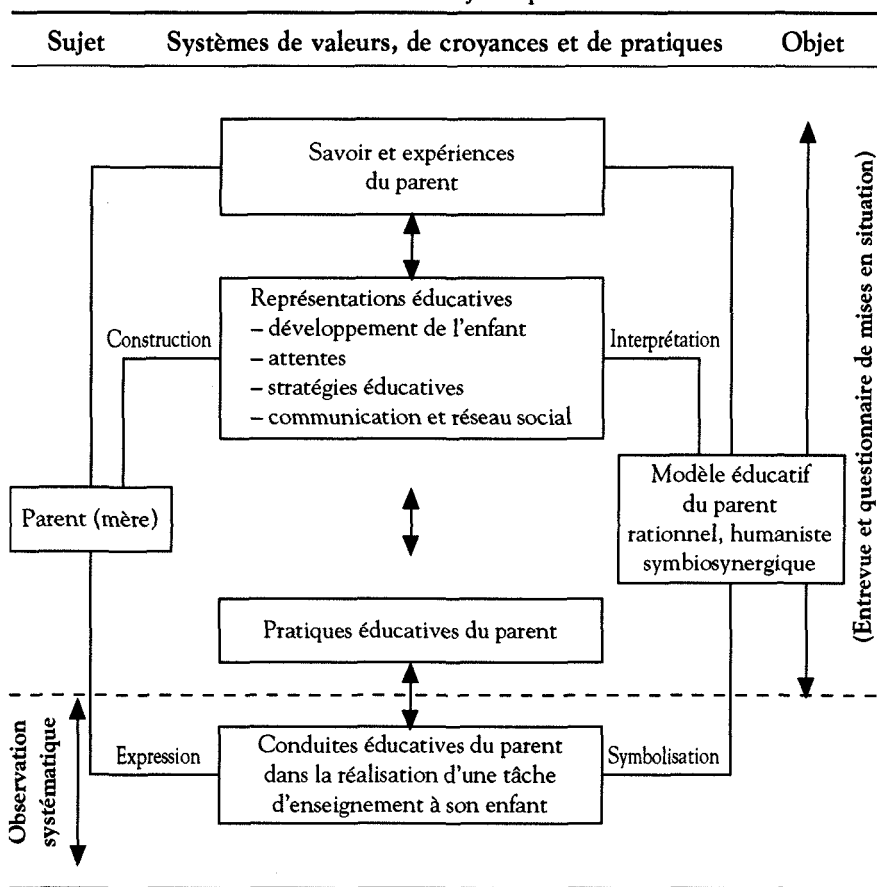 Sujet Systèmes de valeurs, de croyances et de pratiques Objet
Savoir et expériences
du parent
Représentations éducatives
– développement de l'enfant
– attentes
– stratégies éducatives
– communication et réseau social
Construction
Interprétation
Parent (mère)
Modèle éducatif
du parent
rationnel, humaniste
symbiosynergique
(Entrevue et questionnaire de mises en situation)
Pratiques éducatives du parent
Observation
systématique
Expression
Conduites éducatives du parent
dans la réalisation d'une tâche
d'enseignement à son enfant
Symbolisation